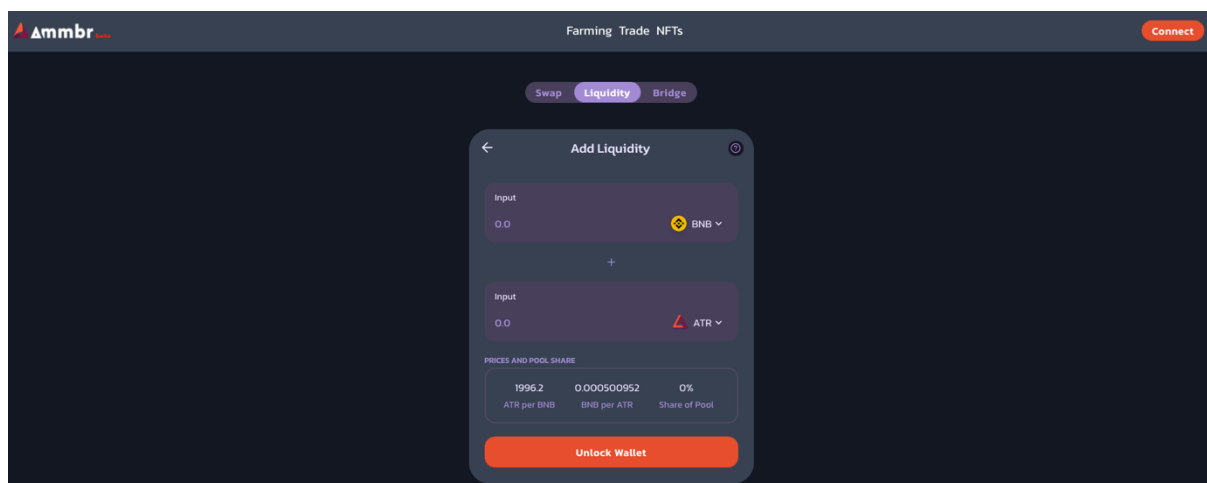 Ammbr beta
Farming Trade NFTs
Connect
Swap Liquidity Bridge
Add Liquidity
Input
0.0 BNB
+
Input
0.0 ATR
PRICES AND POOL SHARE
1996.2 0.000500952 0%
ATR per BNB BNB per ATR Share of Pool
Unlock Wallet